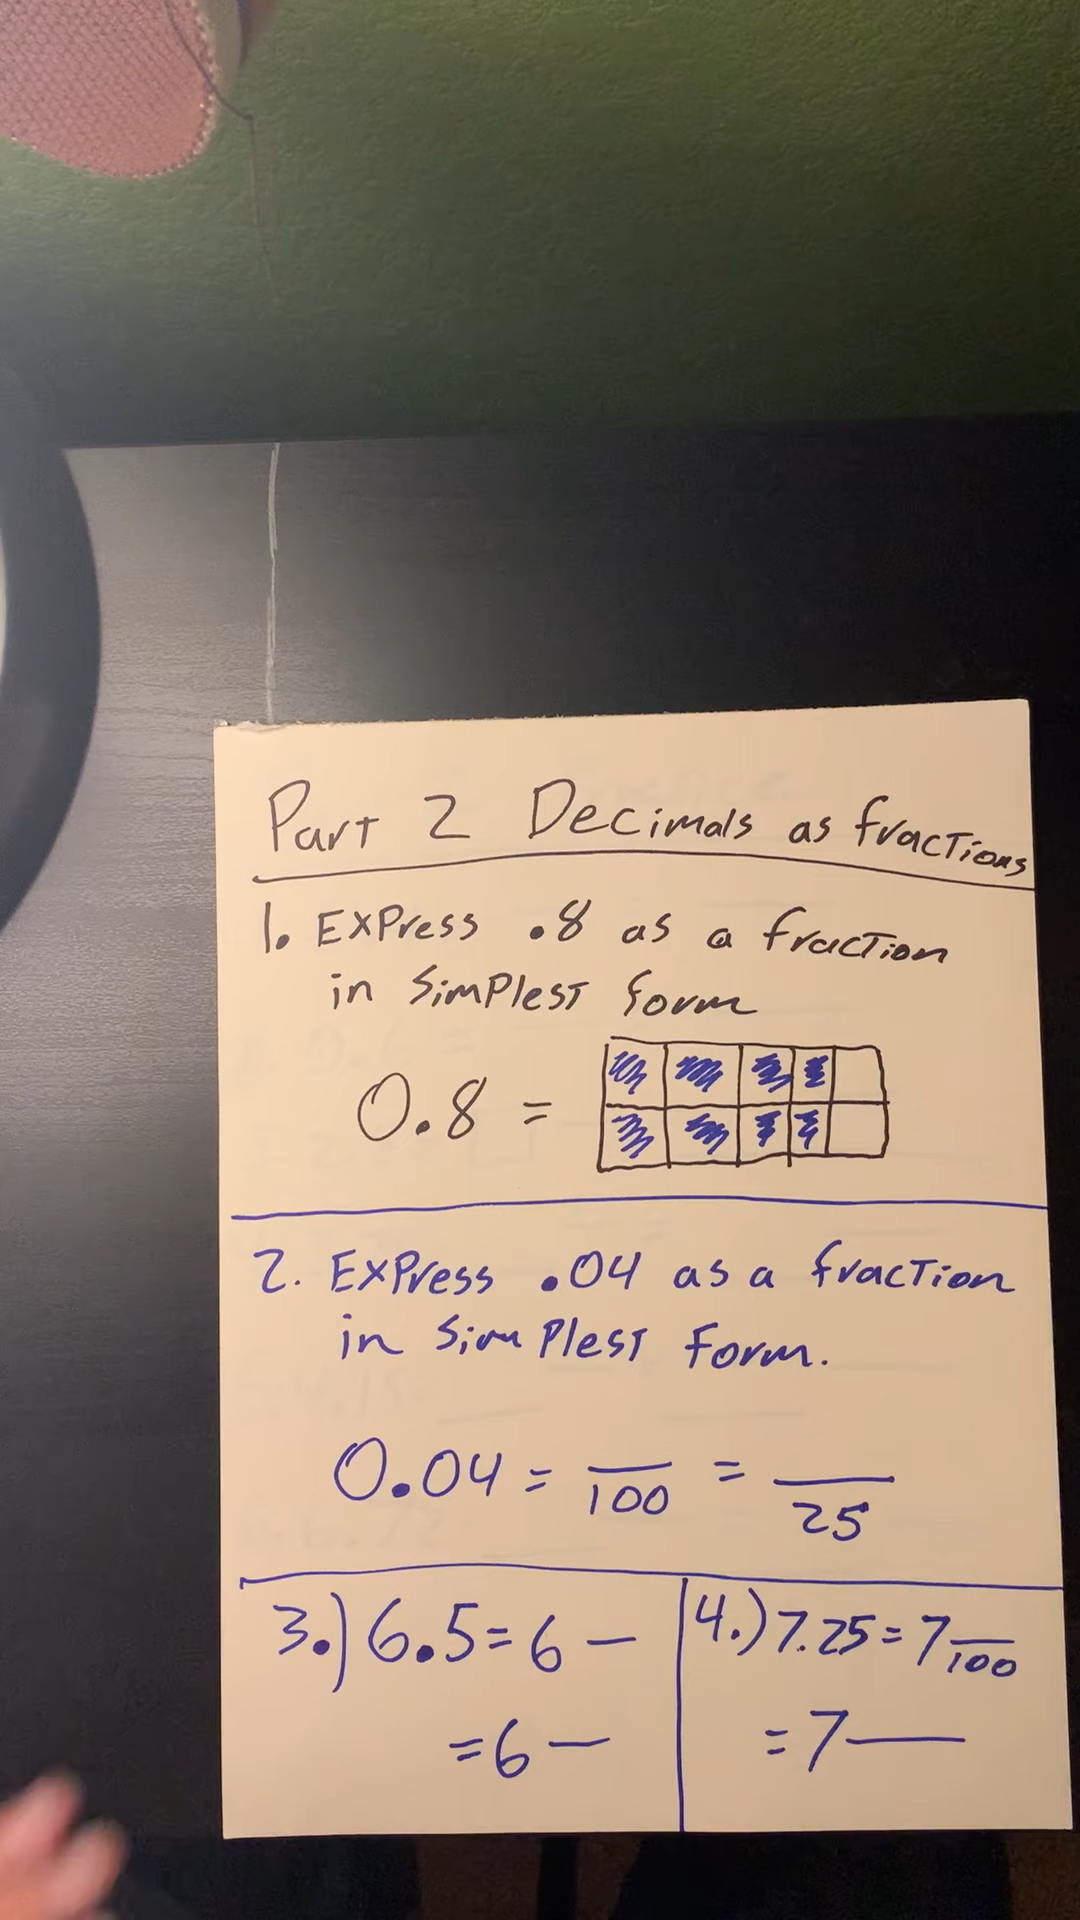 Part 2 Decimals as fractions
1. Express .8 as a fraction
in simplest form
0.8 =
2. Express .04 as a fraction
in simplest form.
0.04 = —/100 = —/25
3.) 6.5 = 6 —
= 6 —
4.) 7.25 = 7 —/100
= 7 —